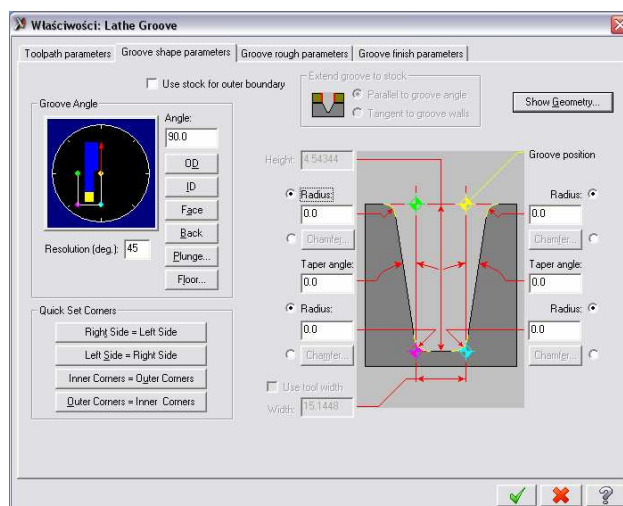 Właściwości: Lathe Groove
Toolpath parameters
Groove shape parameters
Groove rough parameters
Groove finish parameters
Use stock for outer boundary
Extend groove to stock
Parallel to groove angle
Tangent to groove walls
Show Geometry...
Groove Angle
Angle:
90.0
OD
ID
Face
Back
Plunge...
Floor...
Resolution (deg.): 45
Quick Set Corners
Right Side = Left Side
Left Side = Right Side
Inner Corners = Outer Corners
Outer Corners = Inner Corners
Height: 4.54344
Groove position
Radius:
0.0
Chamfer...
Taper angle:
0.0
Radius:
0.0
Chamfer...
Use tool width
Width: 15.1448
Radius:
0.0
Chamfer...
Taper angle:
0.0
Radius:
0.0
Chamfer...